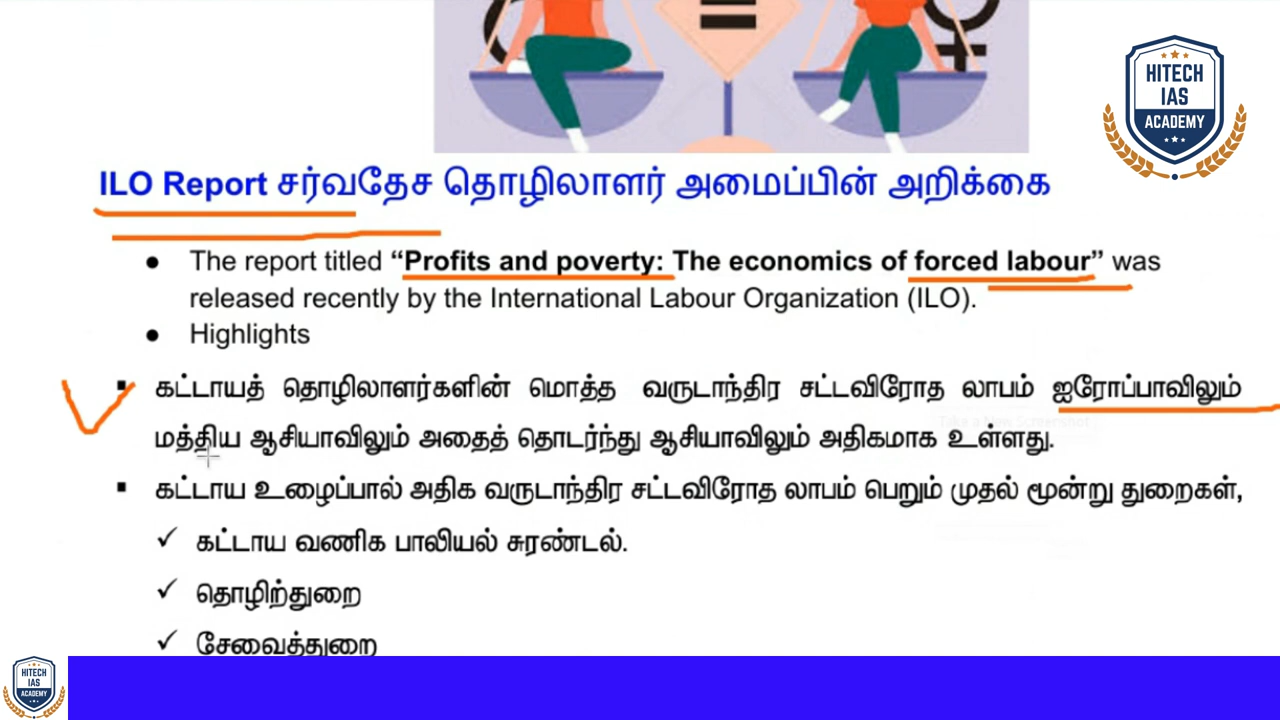 HITECH
IAS
ACADEMY
ILO Report சர்வதேச தொழிலாளர் அமைப்பின் அறிக்கை
● The report titled “Profits and poverty: The economics of forced labour” was
released recently by the International Labour Organization (ILO).
● Highlights
▪ கட்டாயத் தொழிலாளர்களின் மொத்த வருடாந்திர சட்டவிரோத லாபம் ஐரோப்பாவிலும்
Take a New Screenshot
மத்திய ஆசியாவிலும் அதைத் தொடர்ந்து ஆசியாவிலும் அதிகமாக உள்ளது.
▪ கட்டாய உழைப்பால் அதிக வருடாந்திர சட்டவிரோத லாபம் பெறும் முதல் மூன்று துறைகள்,
✓ கட்டாய வணிக பாலியல் சுரண்டல்.
✓ தொழிற்துறை
✓ சேவைத்துறை
HITECH
IAS
ACADEMY